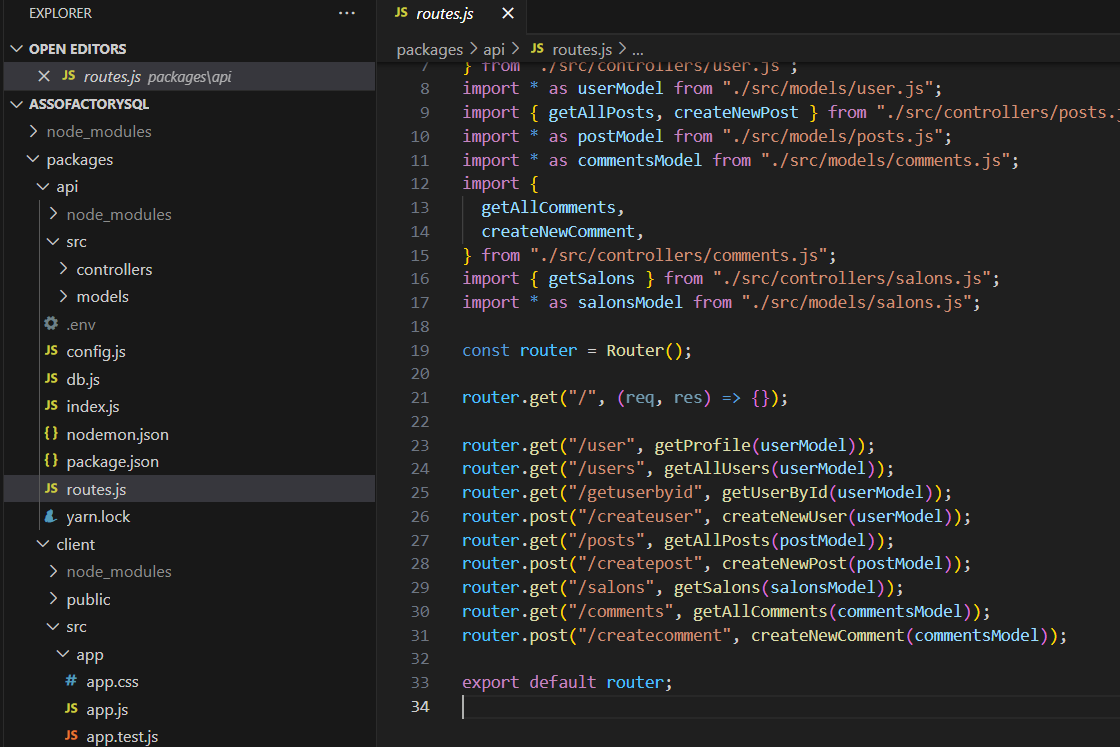 EXPLORER
...
OPEN EDITORS
JS routes.js packages\api
ASSOFACTORYSQL
node_modules
packages
api
node_modules
src
controllers
models
.env
JS config.js
JS db.js
JS index.js
{} nodemon.json
{} package.json
JS routes.js
yarn.lock
client
node_modules
public
src
app
# app.css
JS app.js
JS app.test.js
JS routes.js
packages > api > JS routes.js > ...
7 } from "./src/controllers/user.js";
8 import * as userModel from "./src/models/user.js";
9 import { getAllPosts, createNewPost } from "./src/controllers/posts.j
10 import * as postModel from "./src/models/posts.js";
11 import * as commentsModel from "./src/models/comments.js";
12 import {
13 getAllComments,
14 createNewComment,
15 } from "./src/controllers/comments.js";
16 import { getSalons } from "./src/controllers/salons.js";
17 import * as salonsModel from "./src/models/salons.js";
18
19 const router = Router();
20
21 router.get("/", (req, res) => {});
22
23 router.get("/user", getProfile(userModel));
24 router.get("/users", getAllUsers(userModel));
25 router.get("/getuserbyid", getUserById(userModel));
26 router.post("/createuser", createNewUser(userModel));
27 router.get("/posts", getAllPosts(postModel));
28 router.post("/createpost", createNewPost(postModel));
29 router.get("/salons", getSalons(salonsModel));
30 router.get("/comments", getAllComments(commentsModel));
31 router.post("/createcomment", createNewComment(commentsModel));
32
33 export default router;
34